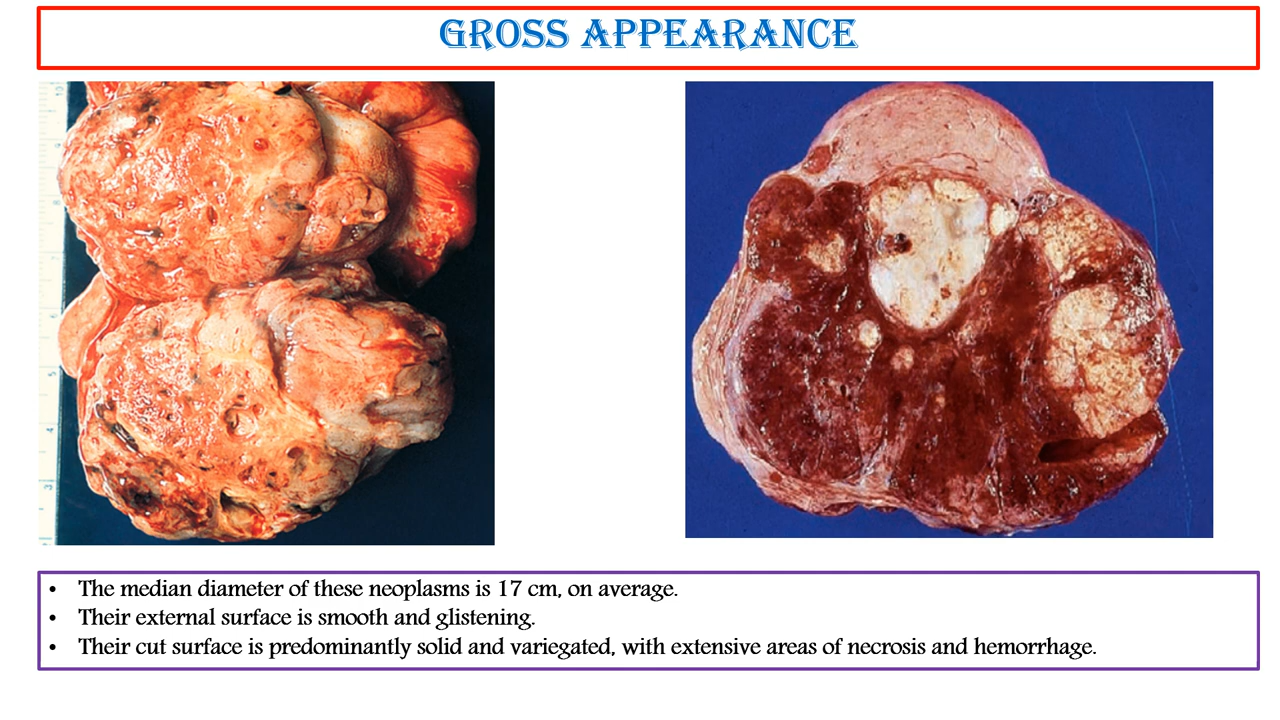 GROSS APPEARANCE
• The median diameter of these neoplasms is 17 cm, on average.
• Their external surface is smooth and glistening.
• Their cut surface is predominantly solid and variegated, with extensive areas of necrosis and hemorrhage.